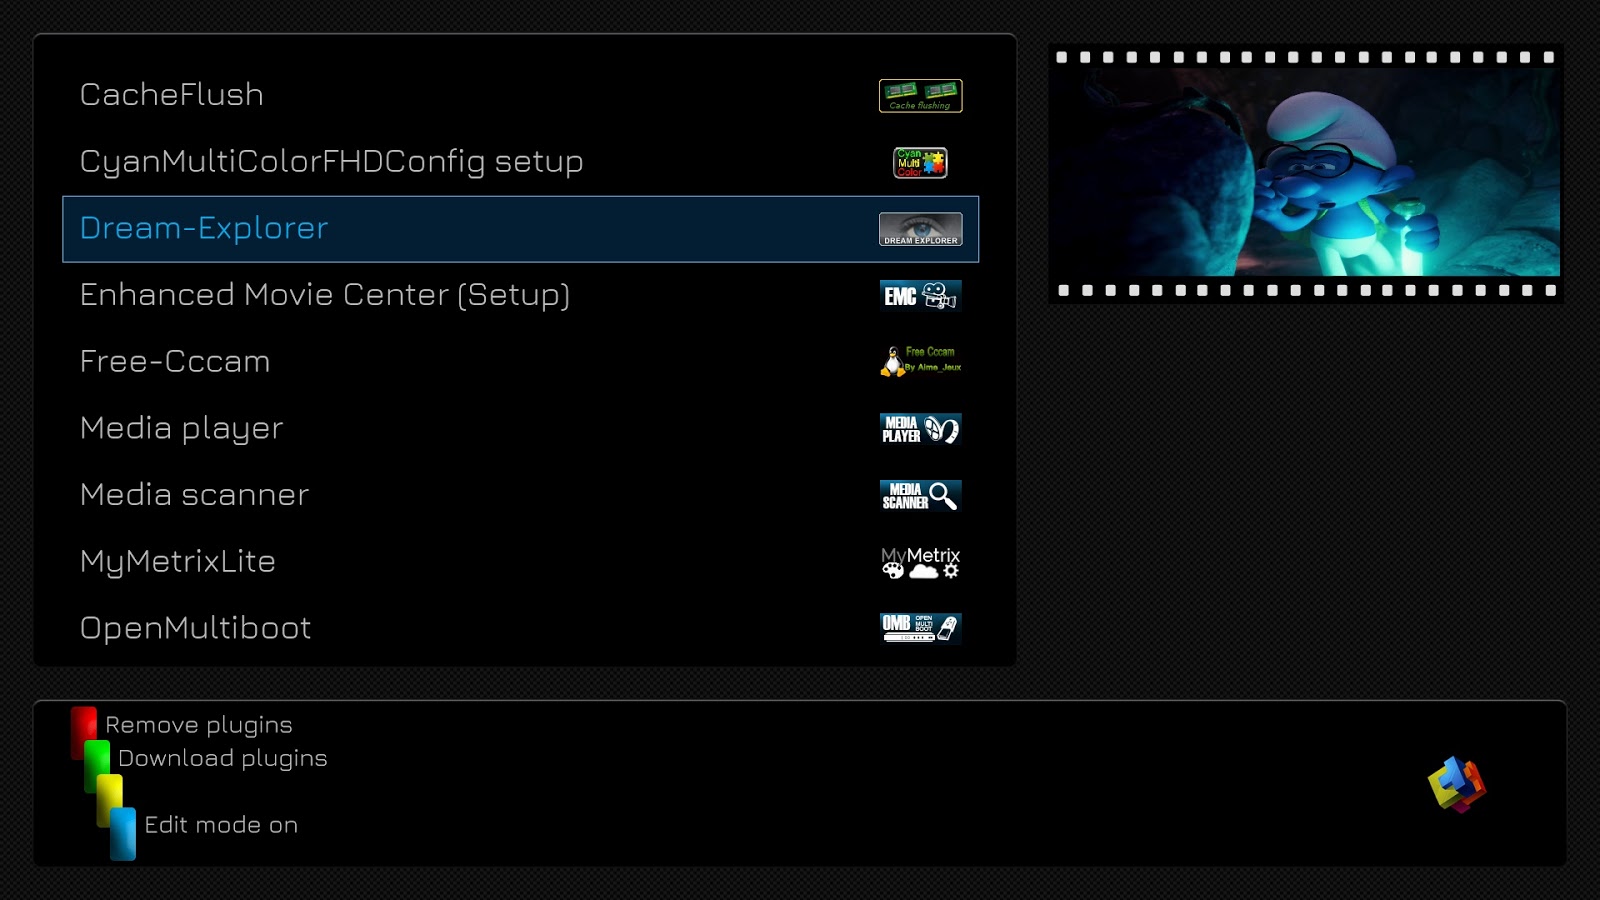 CacheFlush
Cache flushing
CyanMultiColorFHDConfig setup
Cyan
Multi
Color
Dream-Explorer
DREAM EXPLORER
Enhanced Movie Center (Setup)
EMC
Free-Cccam
Free Cccam
By Aime_Jeux
Media player
MEDIA
PLAYER
Media scanner
MEDIA
SCANNER
MyMetrixLite
MyMetrix
OpenMultiboot
OMB OPEN
MULTI
BOOT
Remove plugins
Download plugins
Edit mode on